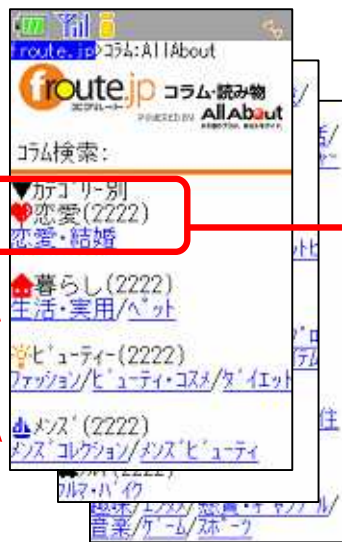 froute.jp>コラム:AllAbout
froute.jp コラム・読み物
POWERED BY AllAbout
コラム検索:
▼カテゴリー別
恋愛(2222)
恋愛・結婚
暮らし(2222)
生活・実用/ペット
ビューティー(2222)
ファッション/ビューティ・コスメ/ダイエット
メンズ(2222)
メンズコレクション/メンズビューティ
クルマ・バイク
音楽/ゲーム/スポーツ